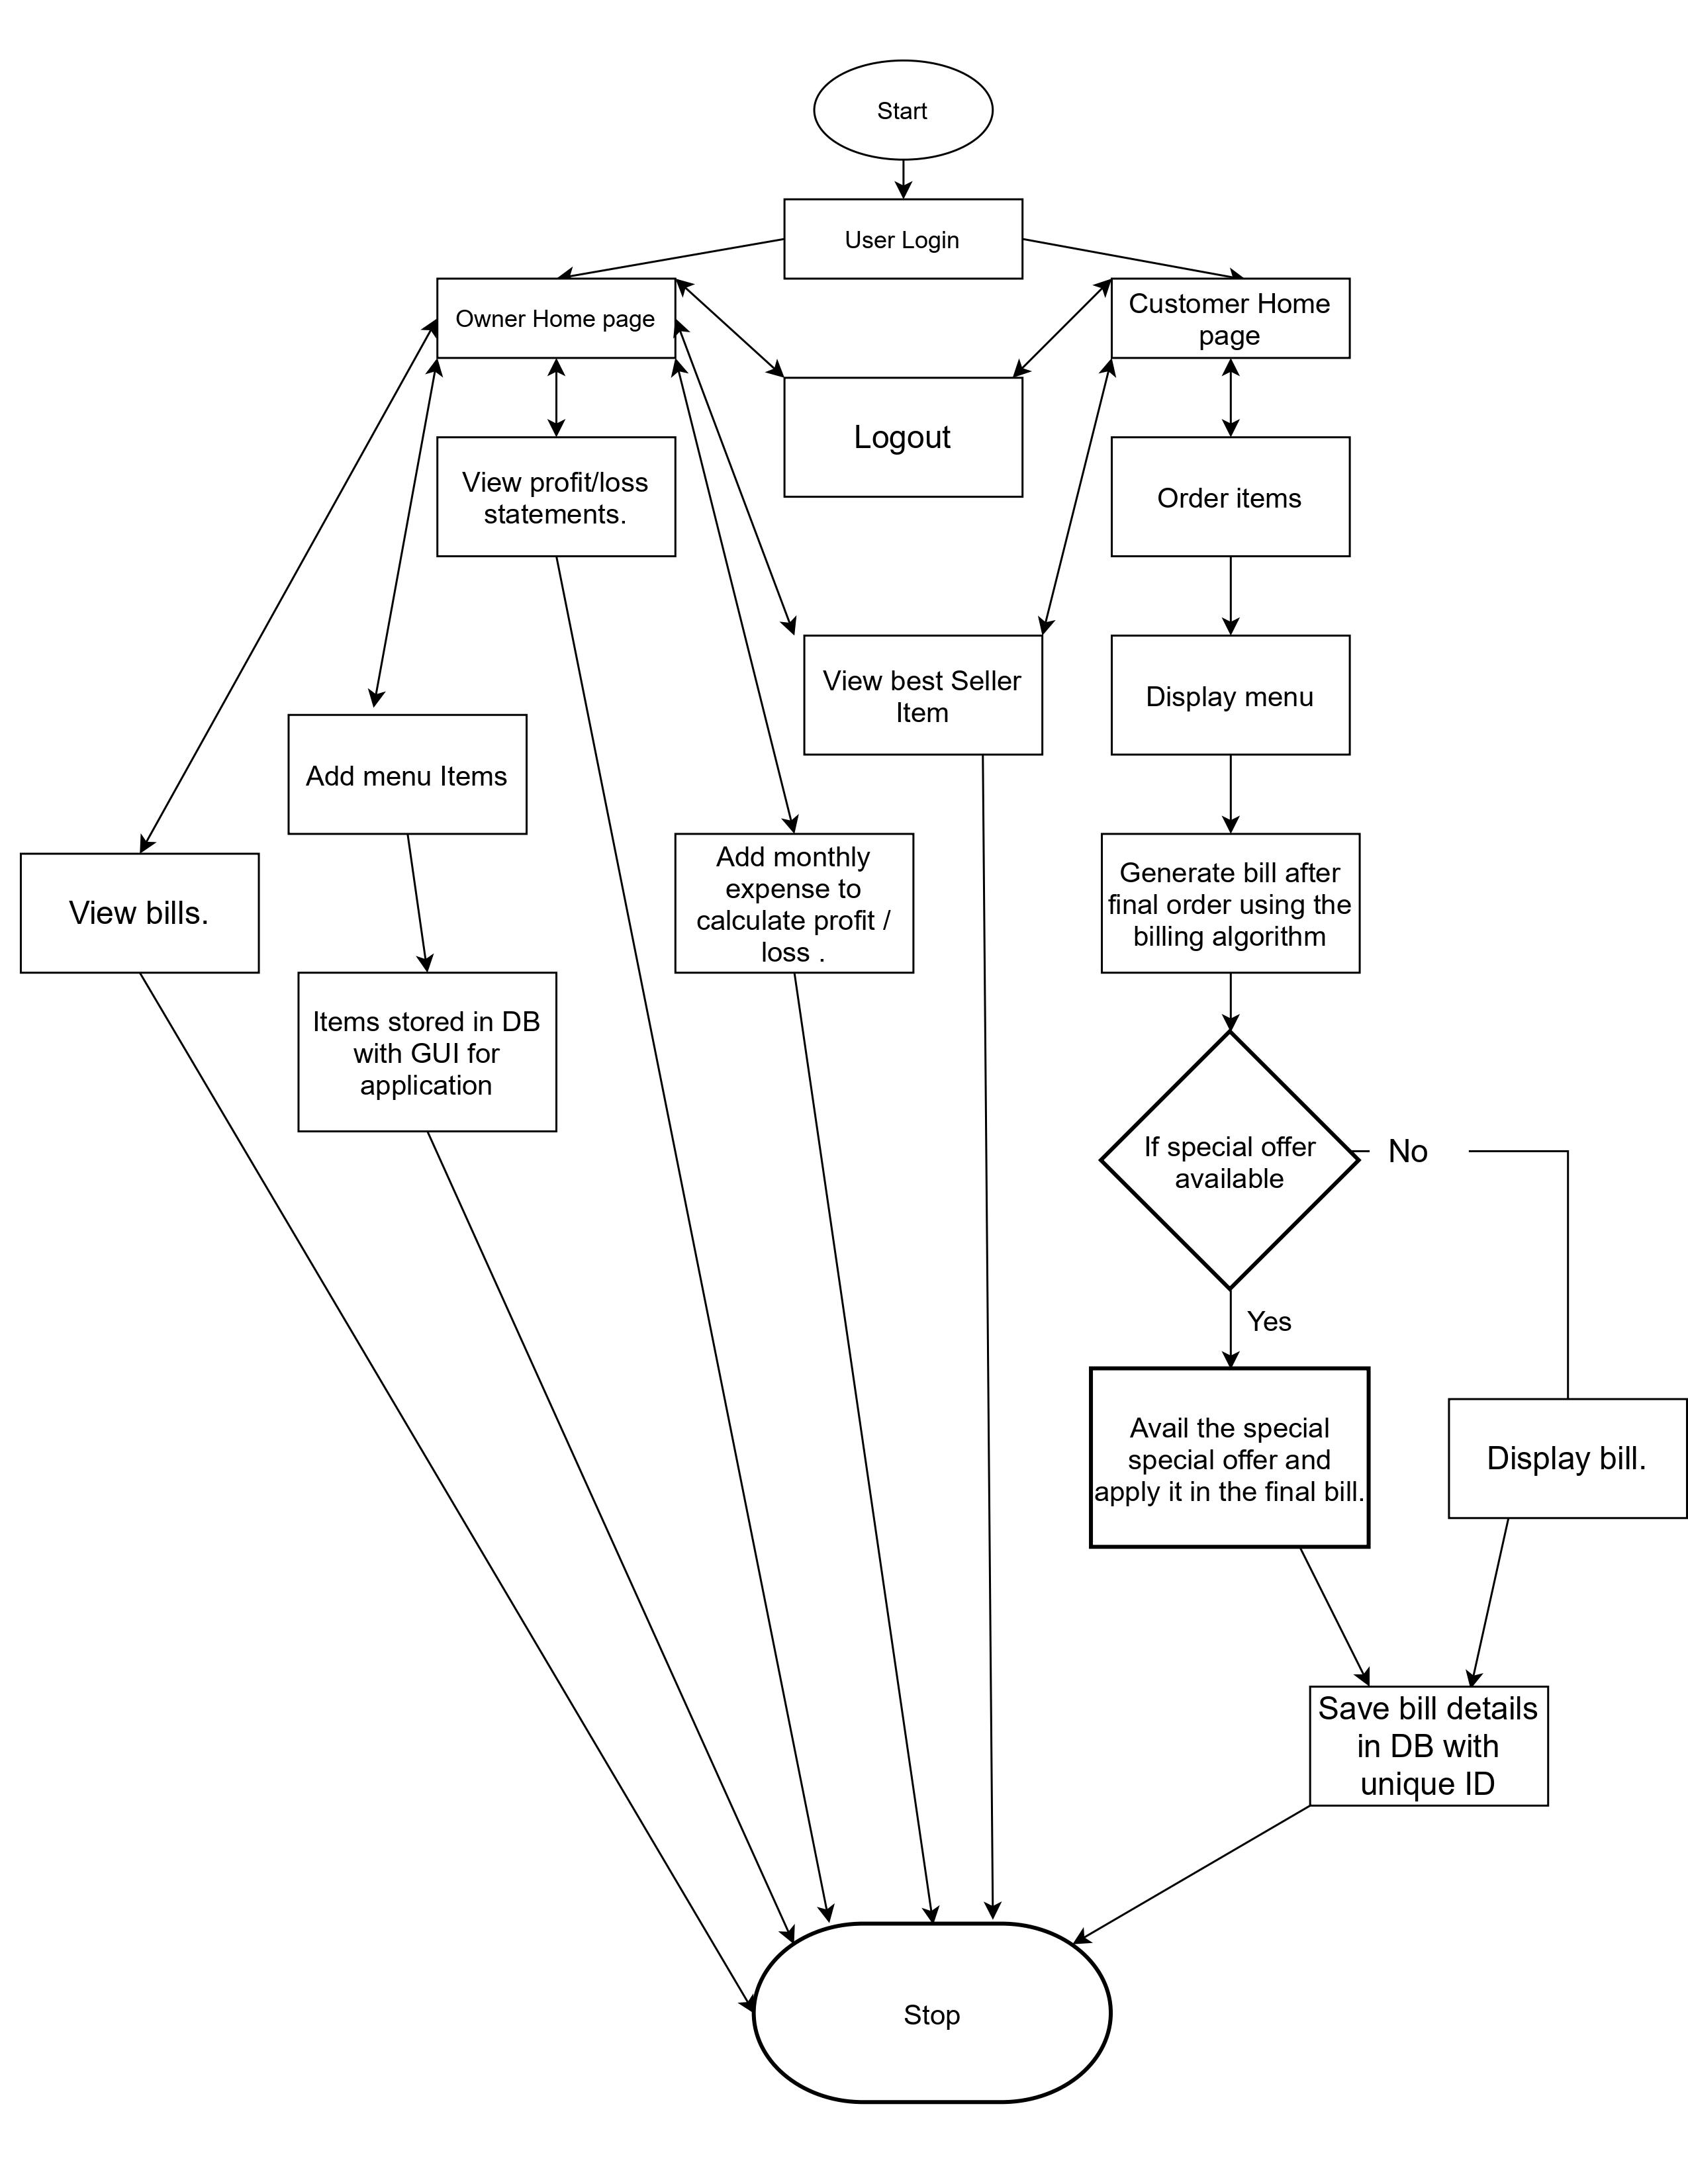 Start
User Login
Owner Home page
Customer Home
page
Logout
View profit/loss
statements.
Order items
View best Seller
Item
Display menu
Add menu Items
View bills.
Add monthly
expense to
calculate profit /
loss .
Generate bill after
final order using the
billing algorithm
Items stored in DB
with GUI for
application
If special offer
available
No
Yes
Avail the special
special offer and
apply it in the final bill.
Display bill.
Save bill details
in DB with
unique ID
Stop